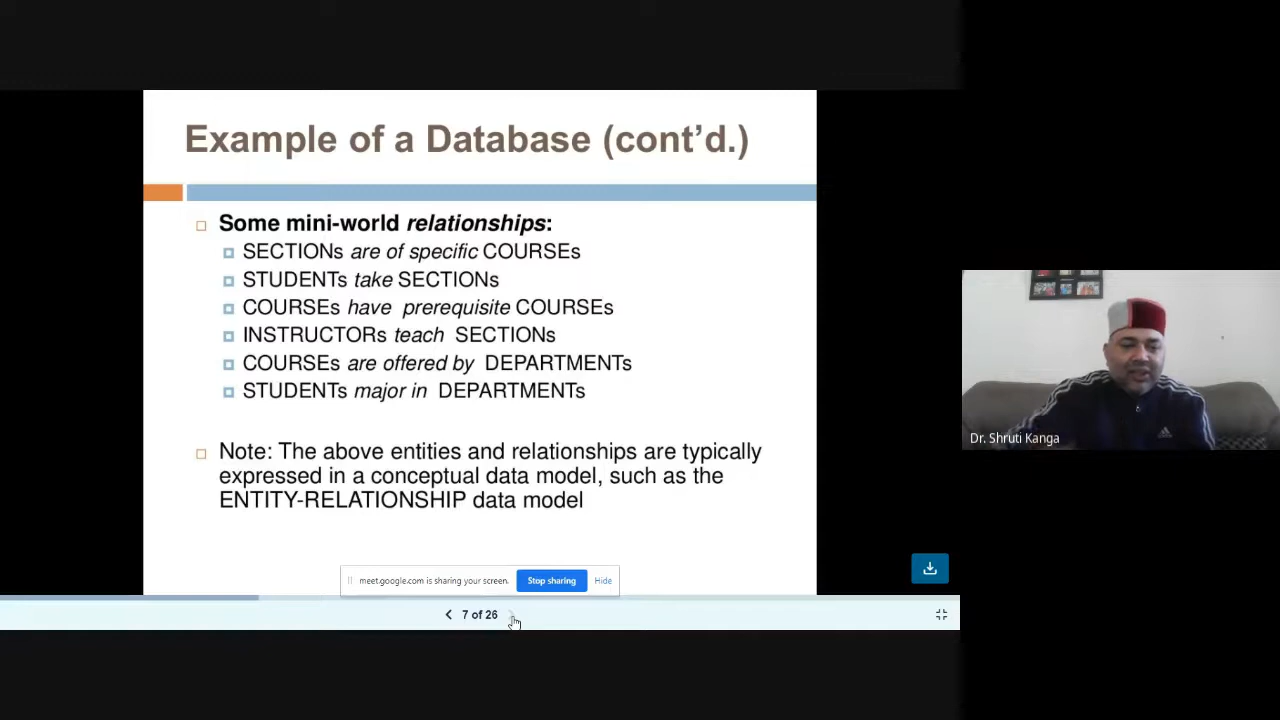 Example of a Database (cont'd.)
Some mini-world relationships:
SECTIONs are of specific COURSEs
STUDENTs take SECTIONs
COURSEs have prerequisite COURSEs
INSTRUCTORs teach SECTIONs
COURSEs are offered by DEPARTMENTs
STUDENTs major in DEPARTMENTs
Note: The above entities and relationships are typically
expressed in a conceptual data model, such as the
ENTITY-RELATIONSHIP data model
meet.google.com is sharing your screen. Stop sharing Hide
7 of 26
Dr. Shruti Kanga